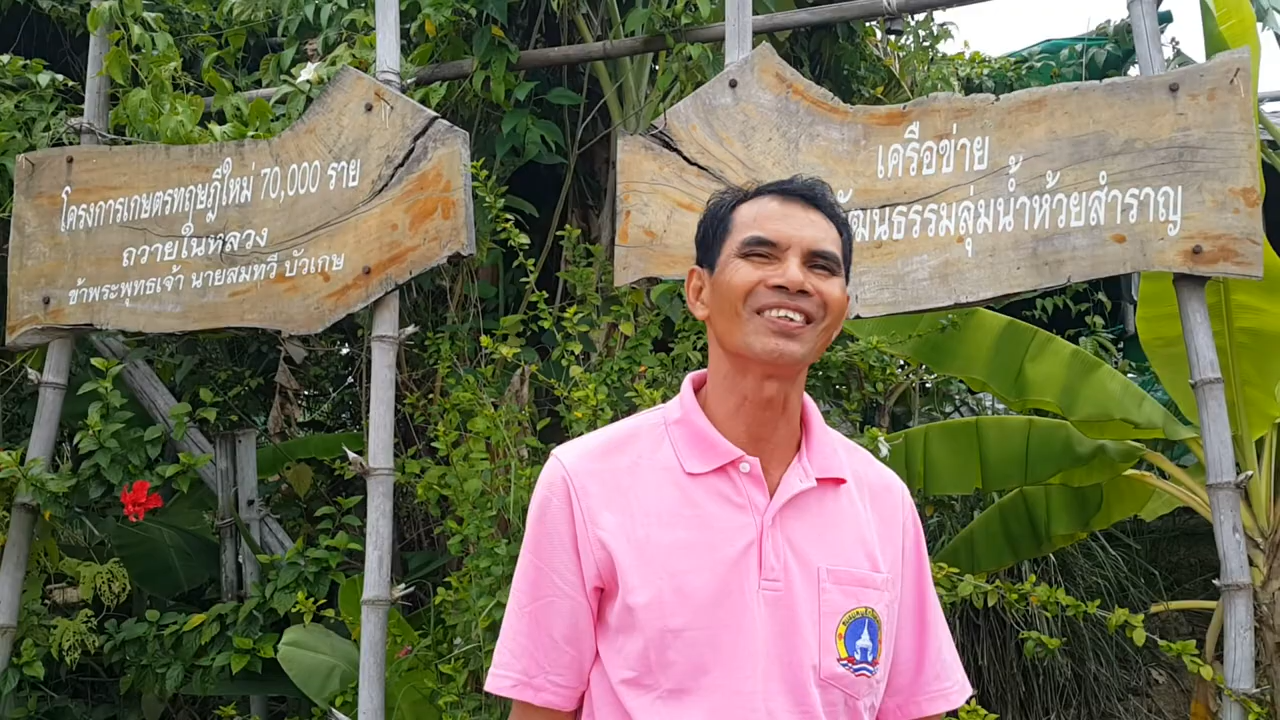 โครงการเกษตรทฤษฎีใหม่ 70,000 ราย
ถวายในหลวง
ข้าพระพุทธเจ้า นายสมทวี บัวเกษ
เครือข่าย
วัฒนธรรมลุ่มน้ำห้วยสำราญ